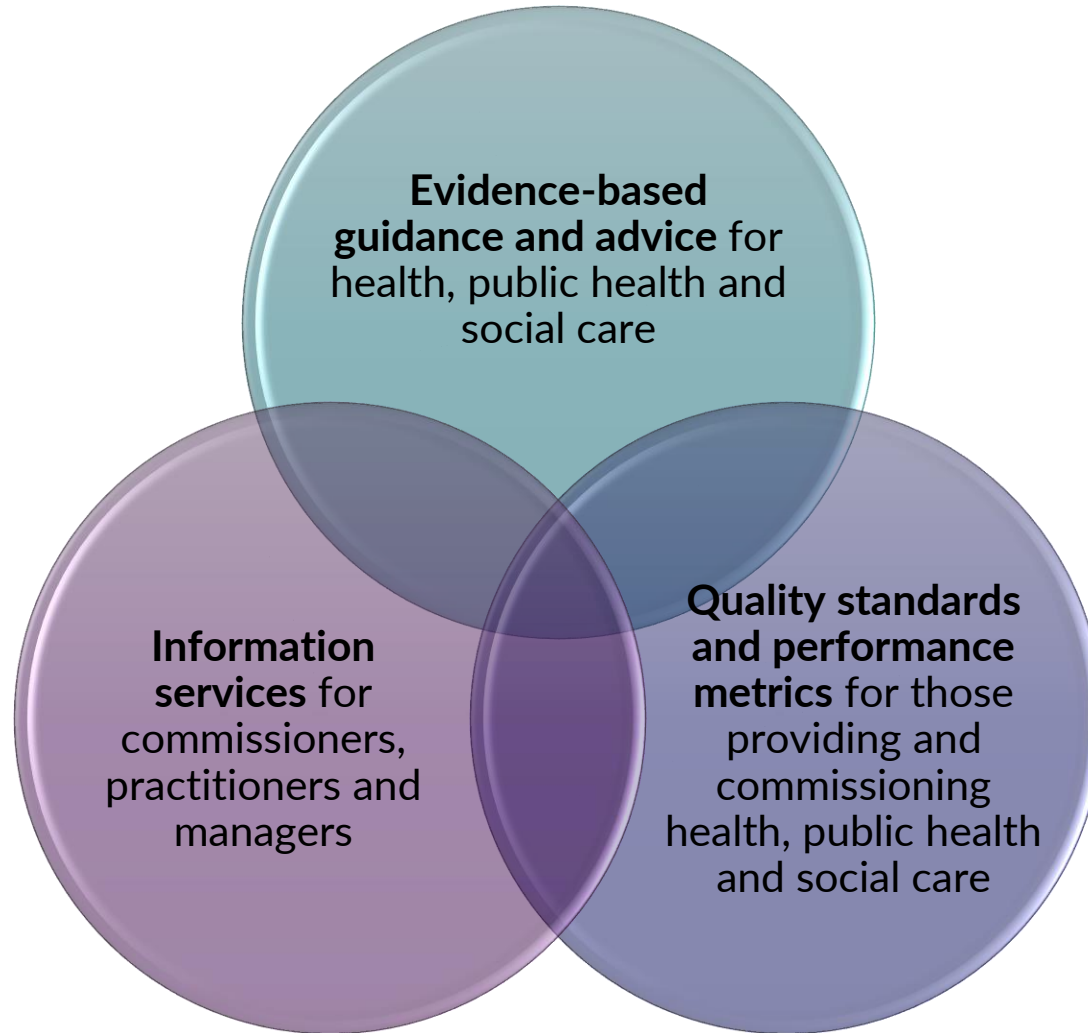 Evidence-based
guidance and advice for
health, public health and
social care
Information
services for
commissioners,
practitioners and
managers
Quality standards
and performance
metrics for those
providing and
commissioning
health, public health
and social care